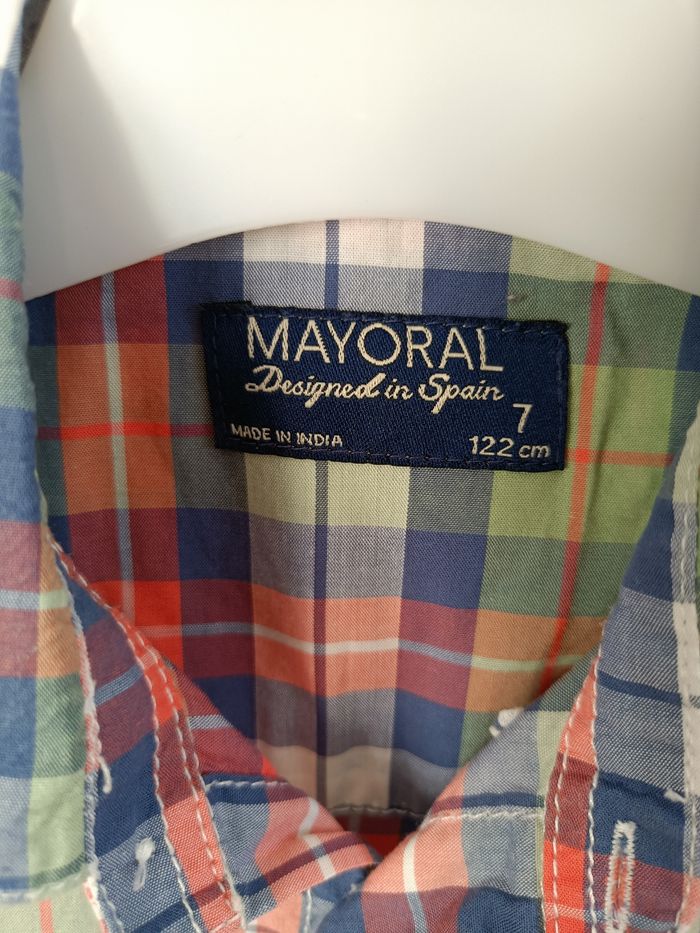 MAYORAL
Designed in Spain
7
MADE IN INDIA
122 cm